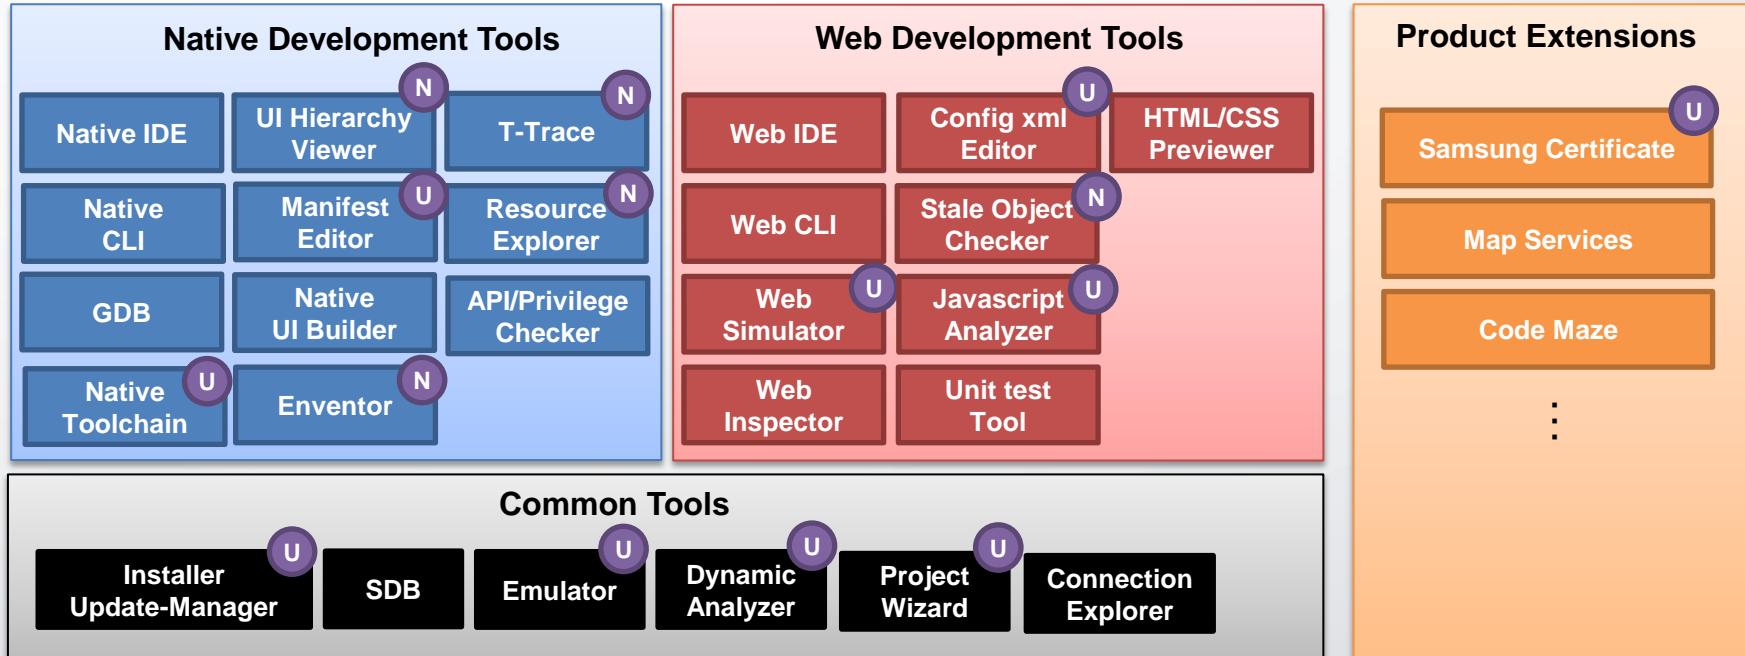 Native Development Tools
Native IDE
UI Hierarchy
Viewer
N
T-Trace
N
Native
CLI
Manifest
Editor
U
Resource
Explorer
N
GDB
Native
UI Builder
API/Privilege
Checker
Native
Toolchain
U
Enventor
N
Web Development Tools
Web IDE
Config xml
Editor
U
HTML/CSS
Previewer
Web CLI
Stale Object
Checker
N
Web
Simulator
U
Javascript
Analyzer
U
Web
Inspector
Unit test
Tool
Product Extensions
Samsung Certificate
U
Map Services
Code Maze
⋮
Common Tools
Installer
Update-Manager
U
SDB
Emulator
U
Dynamic
Analyzer
U
Project
Wizard
U
Connection
Explorer